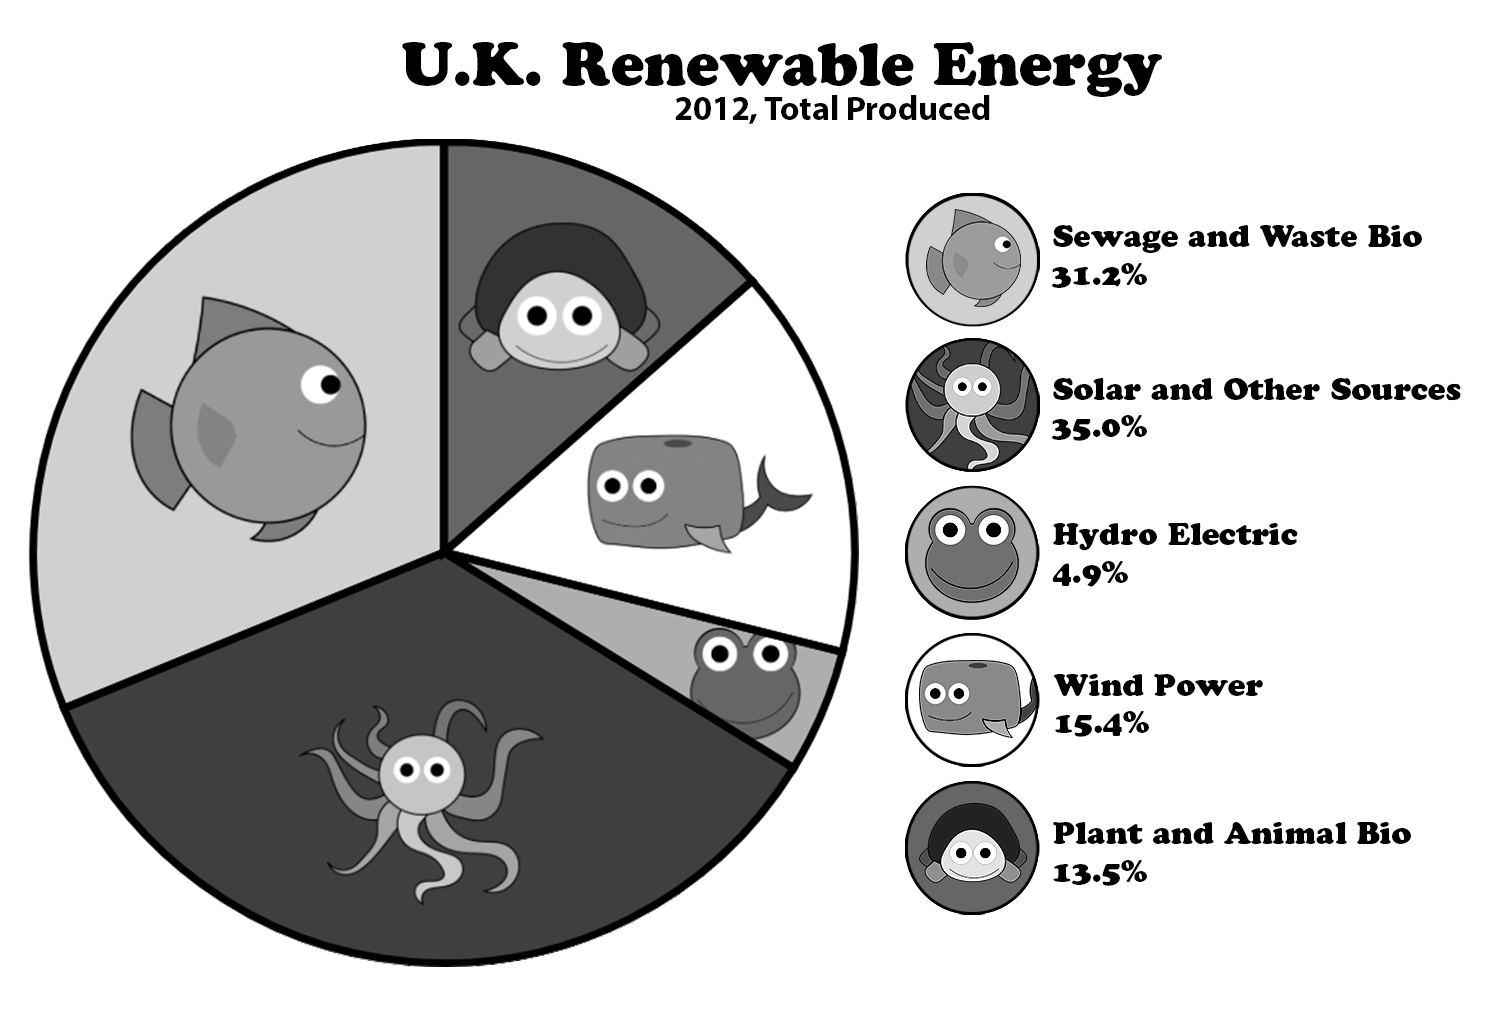 U.K. Renewable Energy
2012, Total Produced
Sewage and Waste Bio
31.2%
Solar and Other Sources
35.0%
Hydro Electric
4.9%
Wind Power
15.4%
Plant and Animal Bio
13.5%